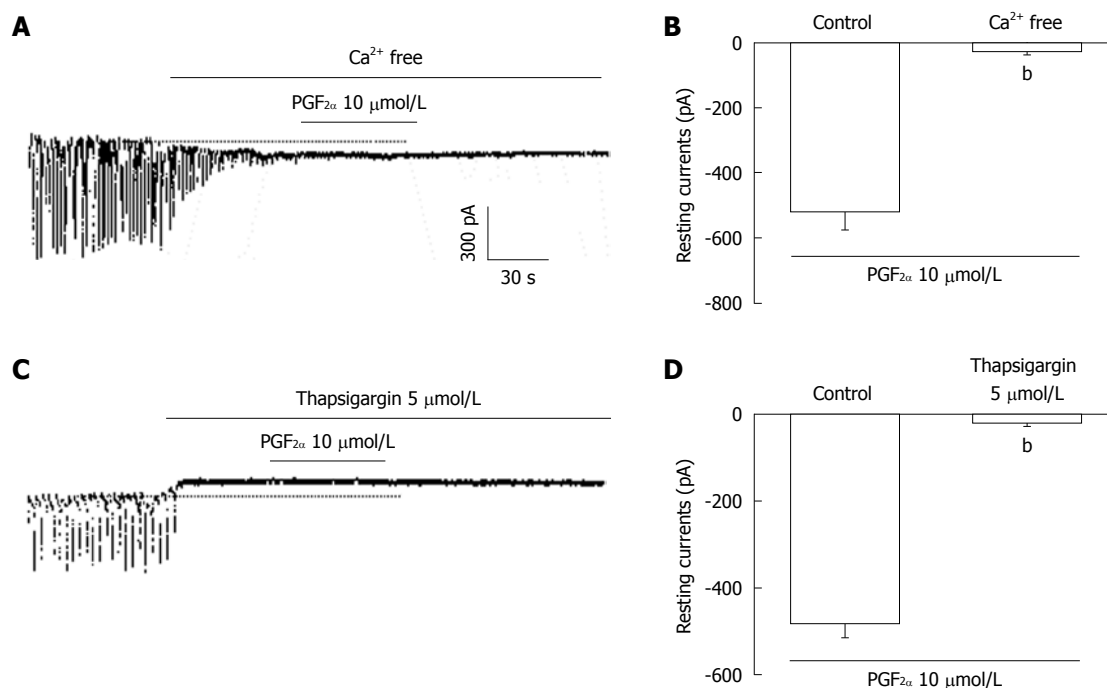 A
Ca²⁺ free
PGF₂α 10 μmol/L
300 pA
30 s
B
Control
Ca²⁺ free
Resting currents (pA)
0
-200
-400
-600
-800
b
PGF₂α 10 μmol/L
C
Thapsigargin 5 μmol/L
PGF₂α 10 μmol/L
D
Control
Thapsigargin
5 μmol/L
Resting currents (pA)
0
-200
-400
-600
b
PGF₂α 10 μmol/L